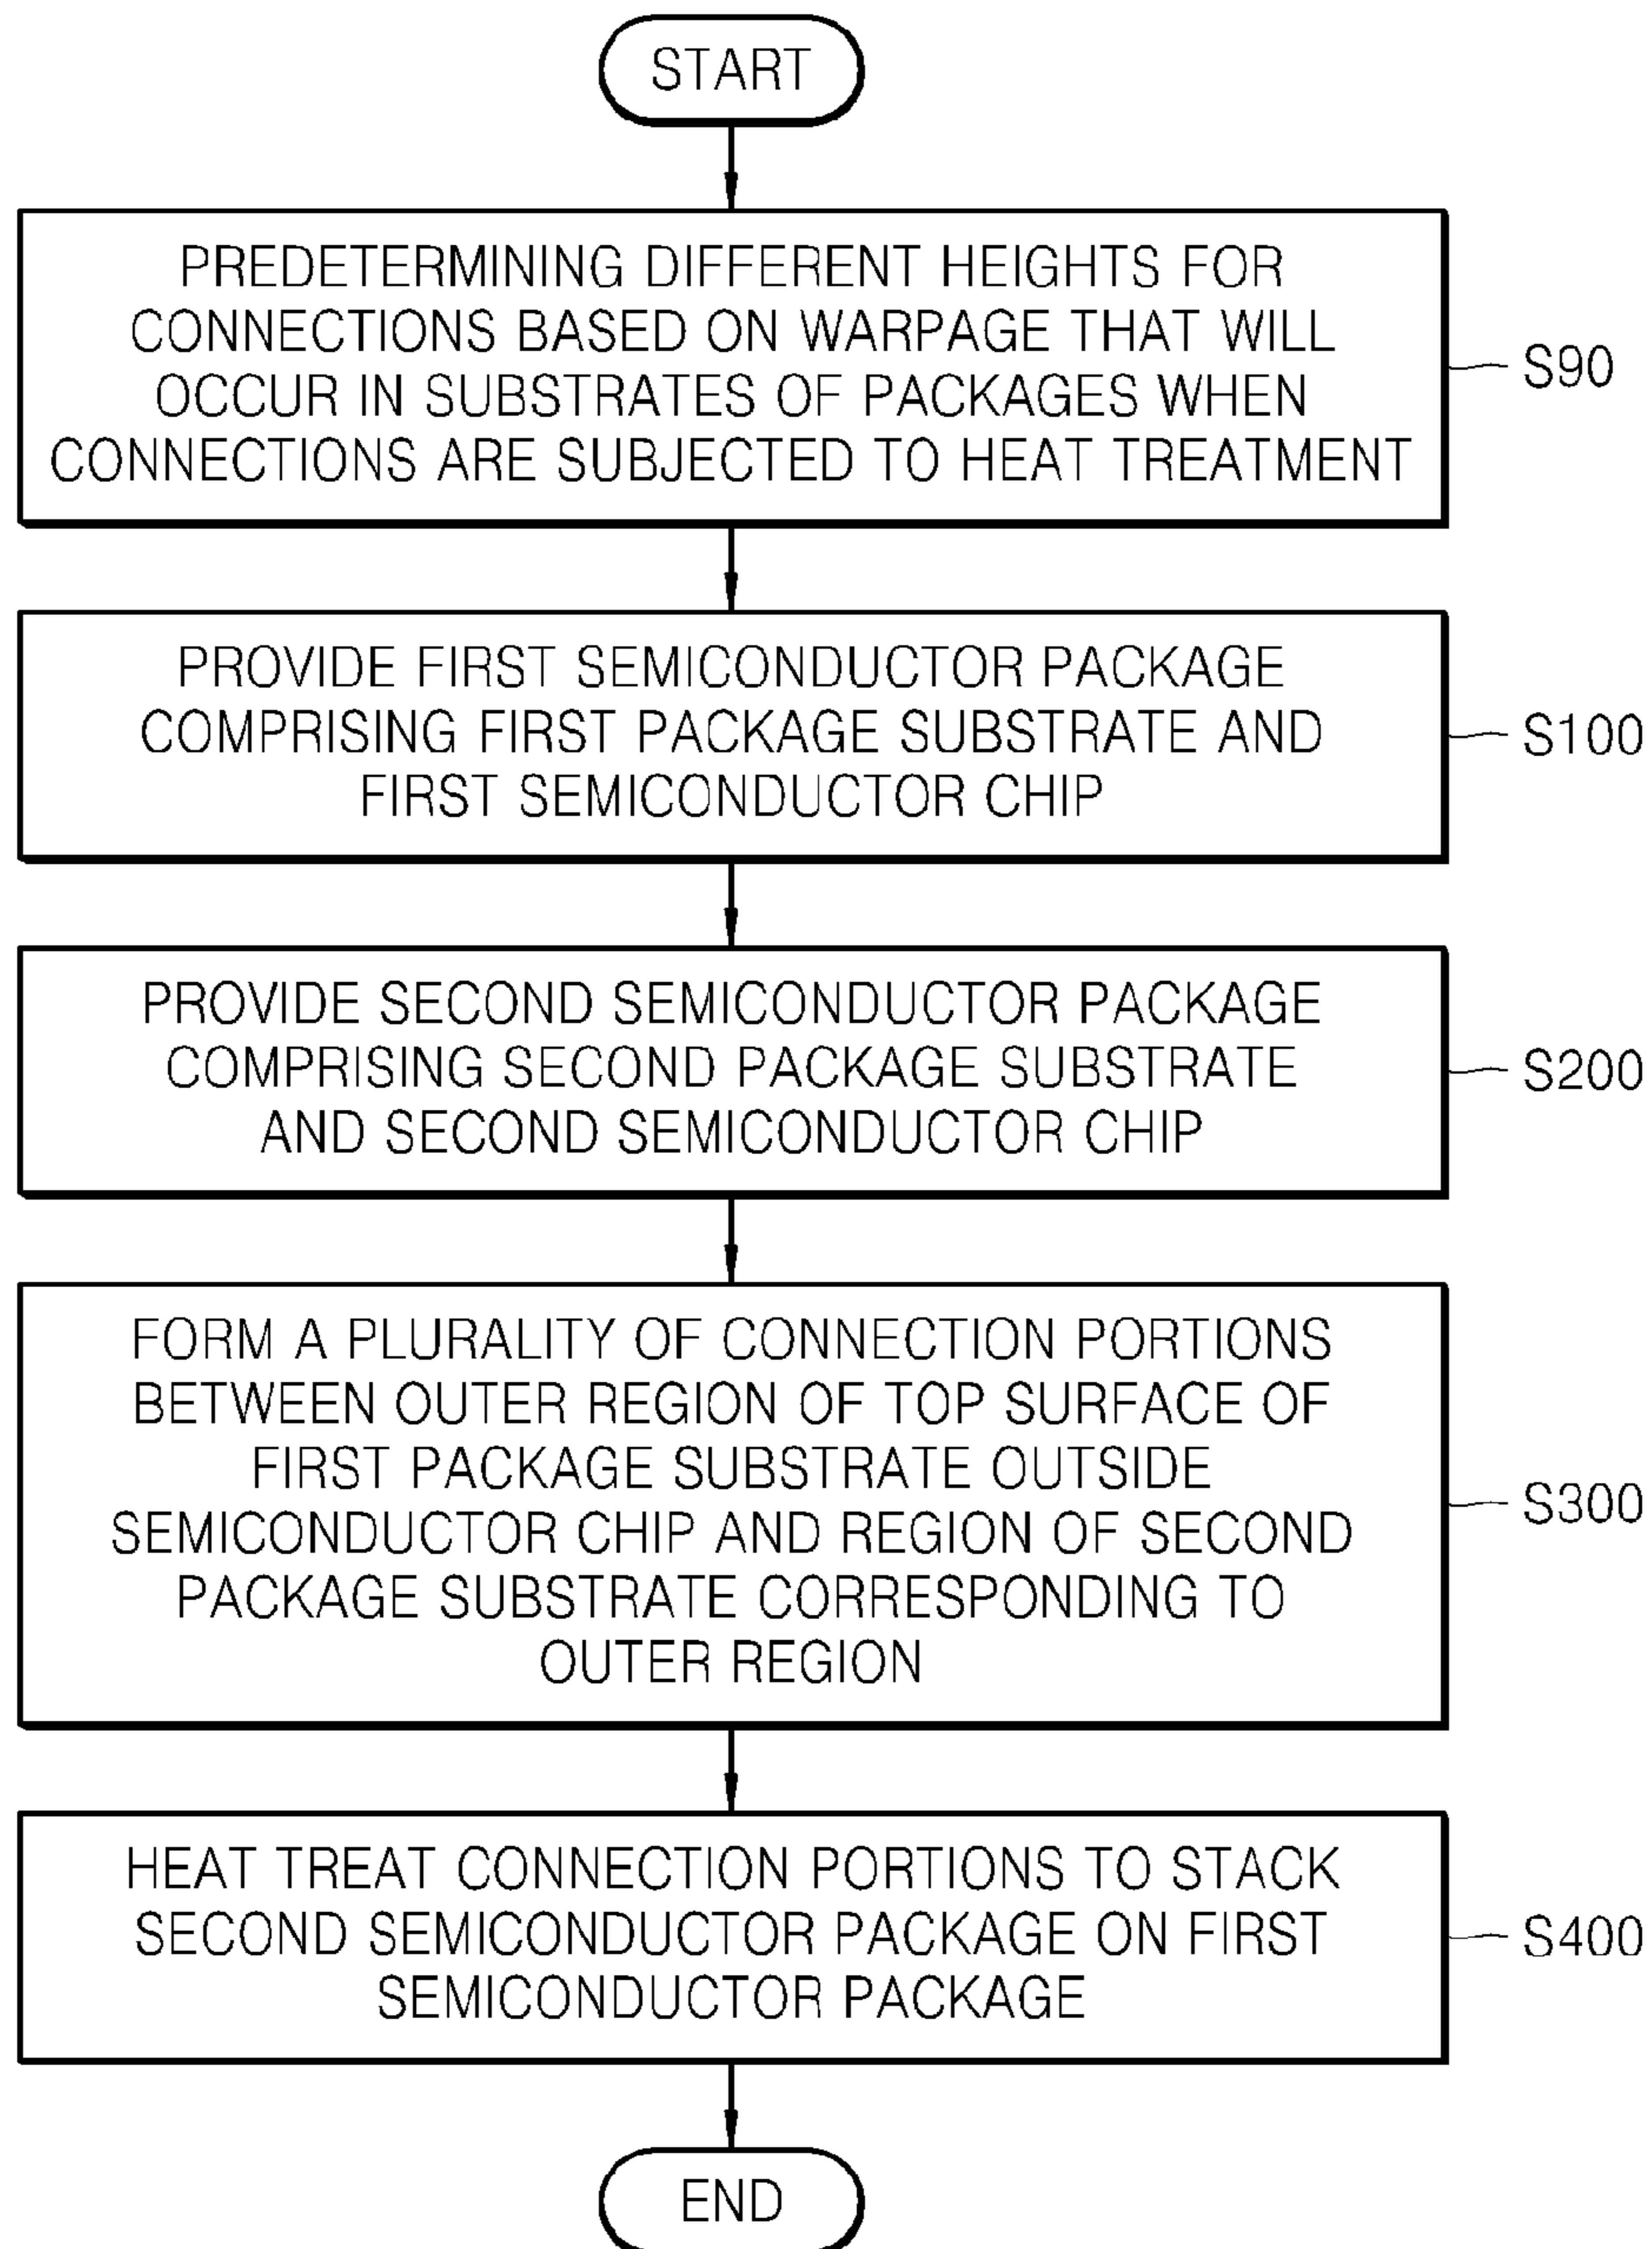 START
PREDETERMINING DIFFERENT HEIGHTS FOR
CONNECTIONS BASED ON WARPAGE THAT WILL
OCCUR IN SUBSTRATES OF PACKAGES WHEN
CONNECTIONS ARE SUBJECTED TO HEAT TREATMENT
S90
PROVIDE FIRST SEMICONDUCTOR PACKAGE
COMPRISING FIRST PACKAGE SUBSTRATE AND
FIRST SEMICONDUCTOR CHIP
S100
PROVIDE SECOND SEMICONDUCTOR PACKAGE
COMPRISING SECOND PACKAGE SUBSTRATE
AND SECOND SEMICONDUCTOR CHIP
S200
FORM A PLURALITY OF CONNECTION PORTIONS
BETWEEN OUTER REGION OF TOP SURFACE OF
FIRST PACKAGE SUBSTRATE OUTSIDE
SEMICONDUCTOR CHIP AND REGION OF SECOND
PACKAGE SUBSTRATE CORRESPONDING TO
OUTER REGION
S300
HEAT TREAT CONNECTION PORTIONS TO STACK
SECOND SEMICONDUCTOR PACKAGE ON FIRST
SEMICONDUCTOR PACKAGE
S400
END